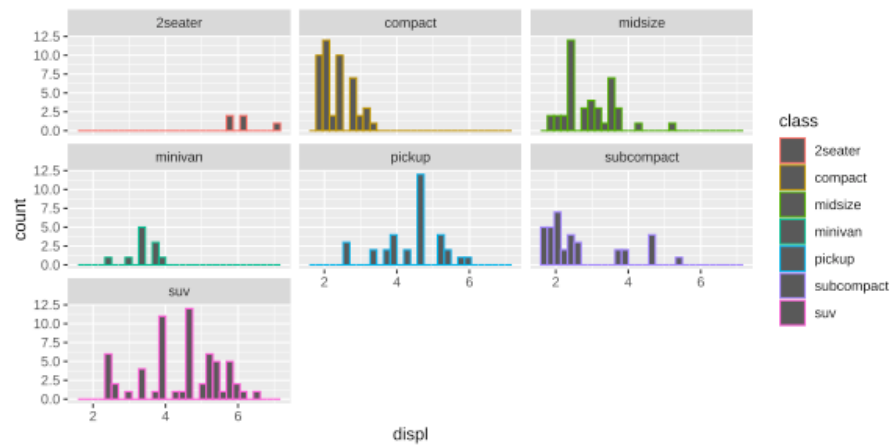 2seater compact midsize
12.5
10.0
7.5
5.0
2.5
0.0
class
2seater
compact
midsize
minivan
pickup
subcompact
suv
minivan pickup subcompact
count
12.5
10.0
7.5
5.0
2.5
0.0
2 4 6 2 4 6
suv
12.5
10.0
7.5
5.0
2.5
0.0
2 4 6
displ